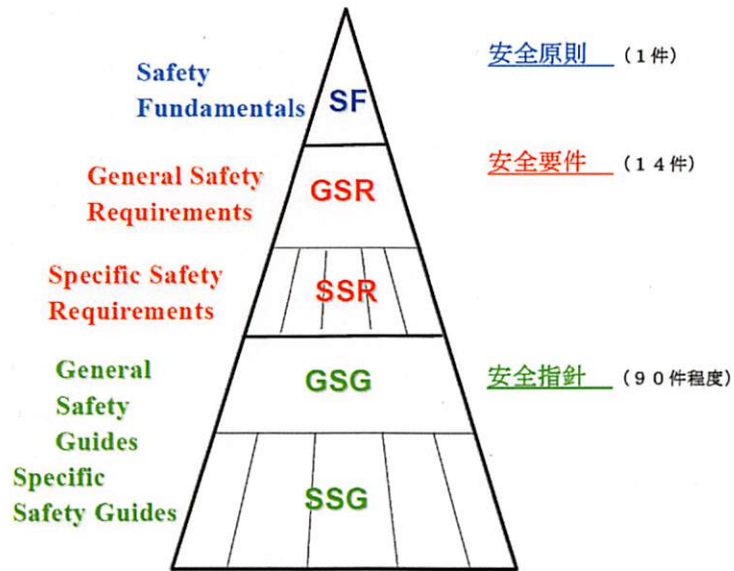 Safety
Fundamentals
SF
安全原則 (1件)
General Safety
Requirements
GSR
安全要件 (14件)
Specific Safety
Requirements
SSR
General
Safety
Guides
GSG
安全指針 (90件程度)
Specific
Safety Guides
SSG